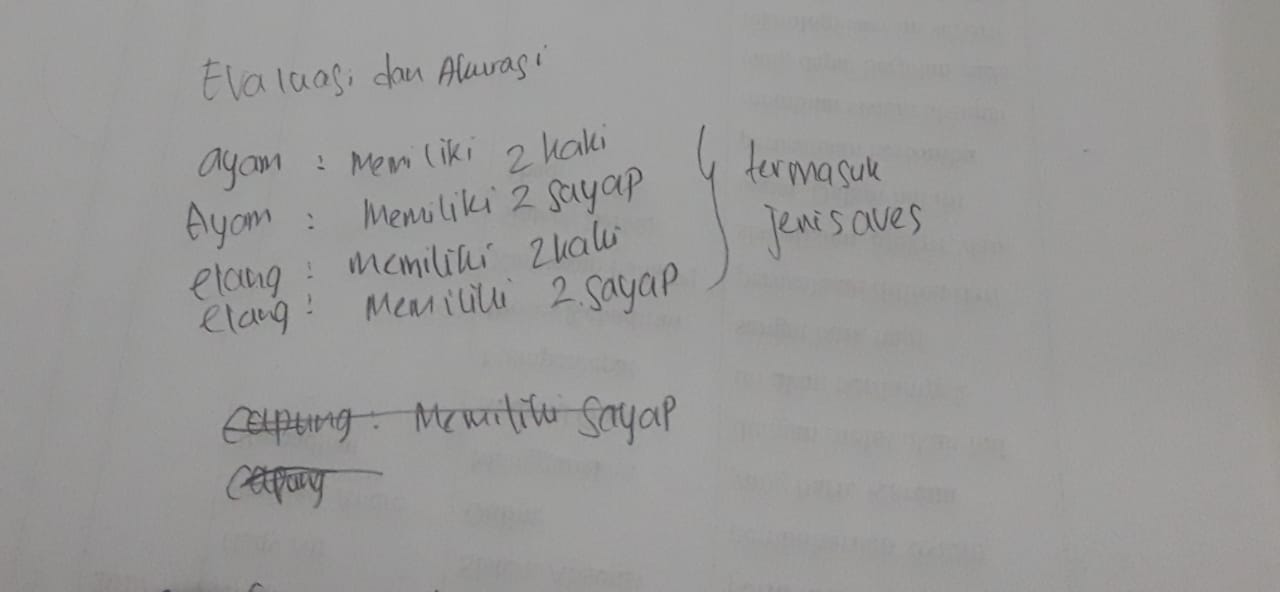 Evaluasi dan Akurasi
ayam : Memiliki 2 kaki
Ayam : Memiliki 2 sayap
elang : memiliki 2 kaki
elang : Memiliki 2 sayap
termasuk
jenis aves
Capung : Memiliki sayap
Capung